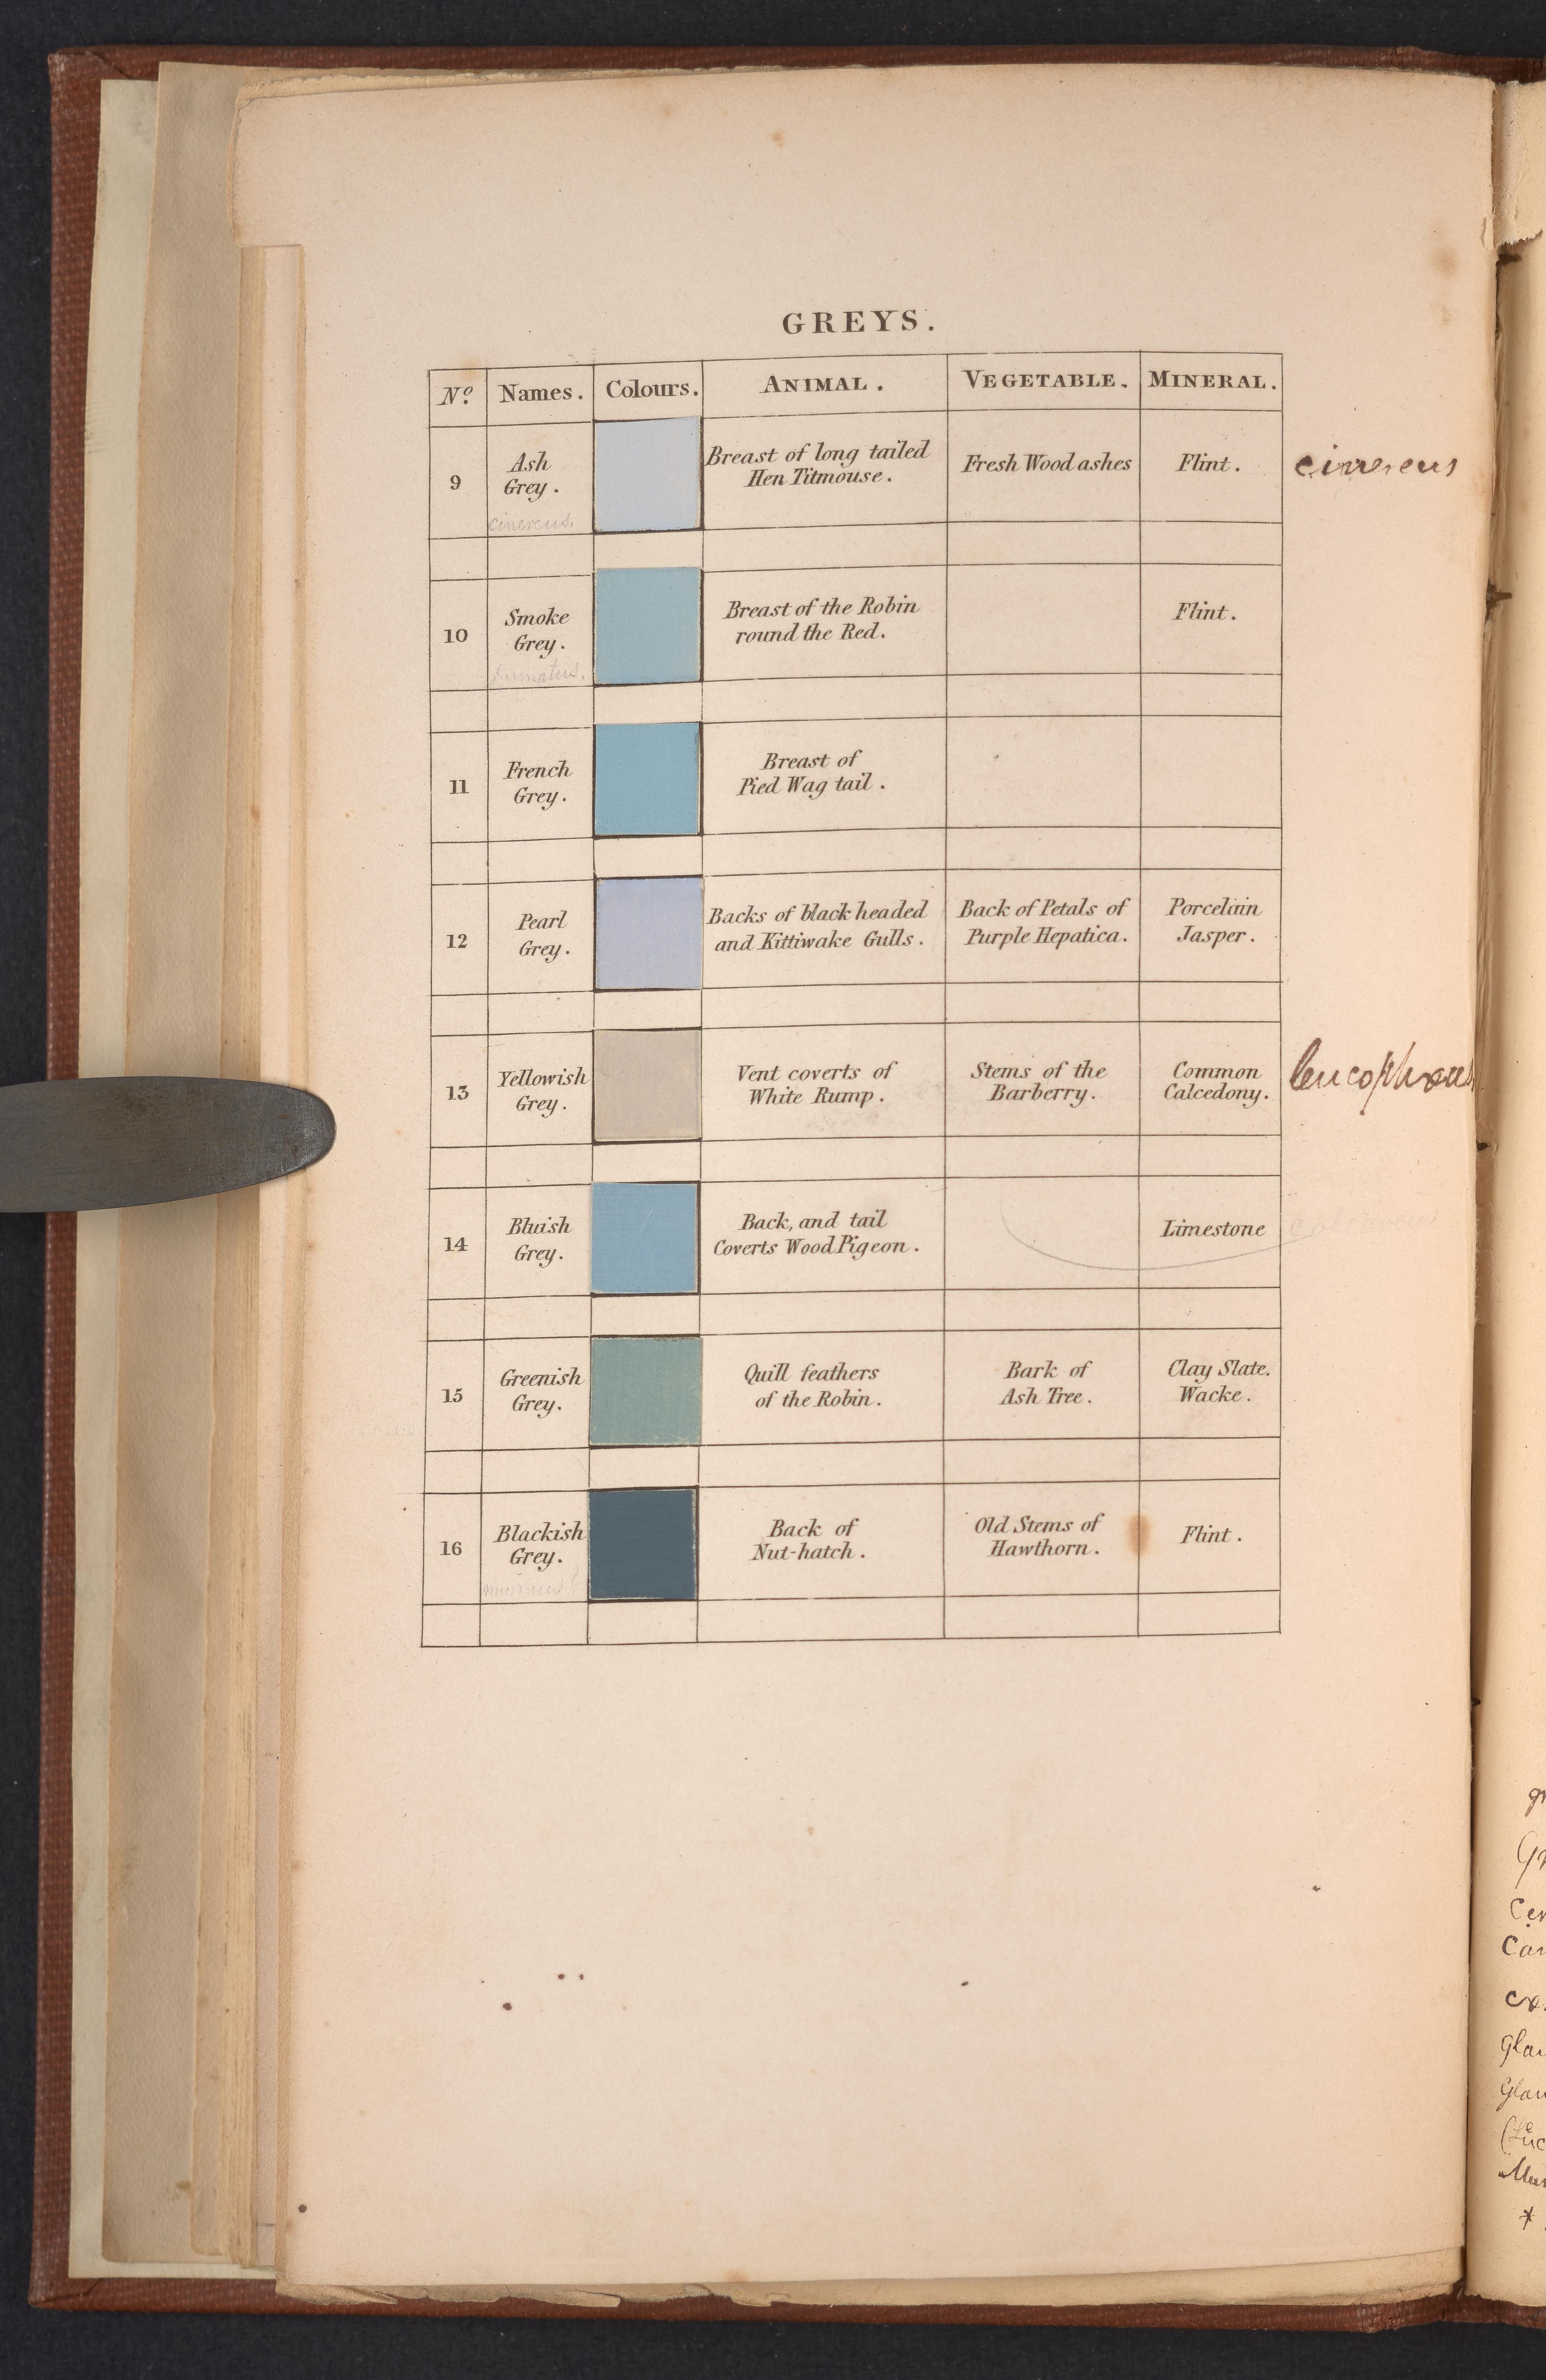 GREYS.
Nº. Names. Colours. ANIMAL. VEGETABLE. MINERAL.
9
Ash
Grey.
cinereus.
Breast of long tailed
Hen Titmouse.
Fresh Wood ashes
Flint.
cinereus
10
Smoke
Grey.
fumatus.
Breast of the Robin
round the Red.
Flint.
11
French
Grey.
Breast of
Pied Wag tail.
12
Pearl
Grey.
Backs of black headed
and Kittiwake Gulls.
Back of Petals of
Purple Hepatica.
Porcelain
Jasper.
13
Yellowish
Grey.
Vent coverts of
White Rump.
Stems of the
Barberry.
Common
Calcedony.
leucophæus
14
Bluish
Grey.
Back, and tail
Coverts Wood Pigeon.
Limestone
15
Greenish
Grey.
Quill feathers
of the Robin.
Bark of
Ash Tree.
Clay Slate.
Wacke.
16
Blackish
Grey.
murinus?
Back of
Nut-hatch.
Old Stems of
Hawthorn.
Flint.